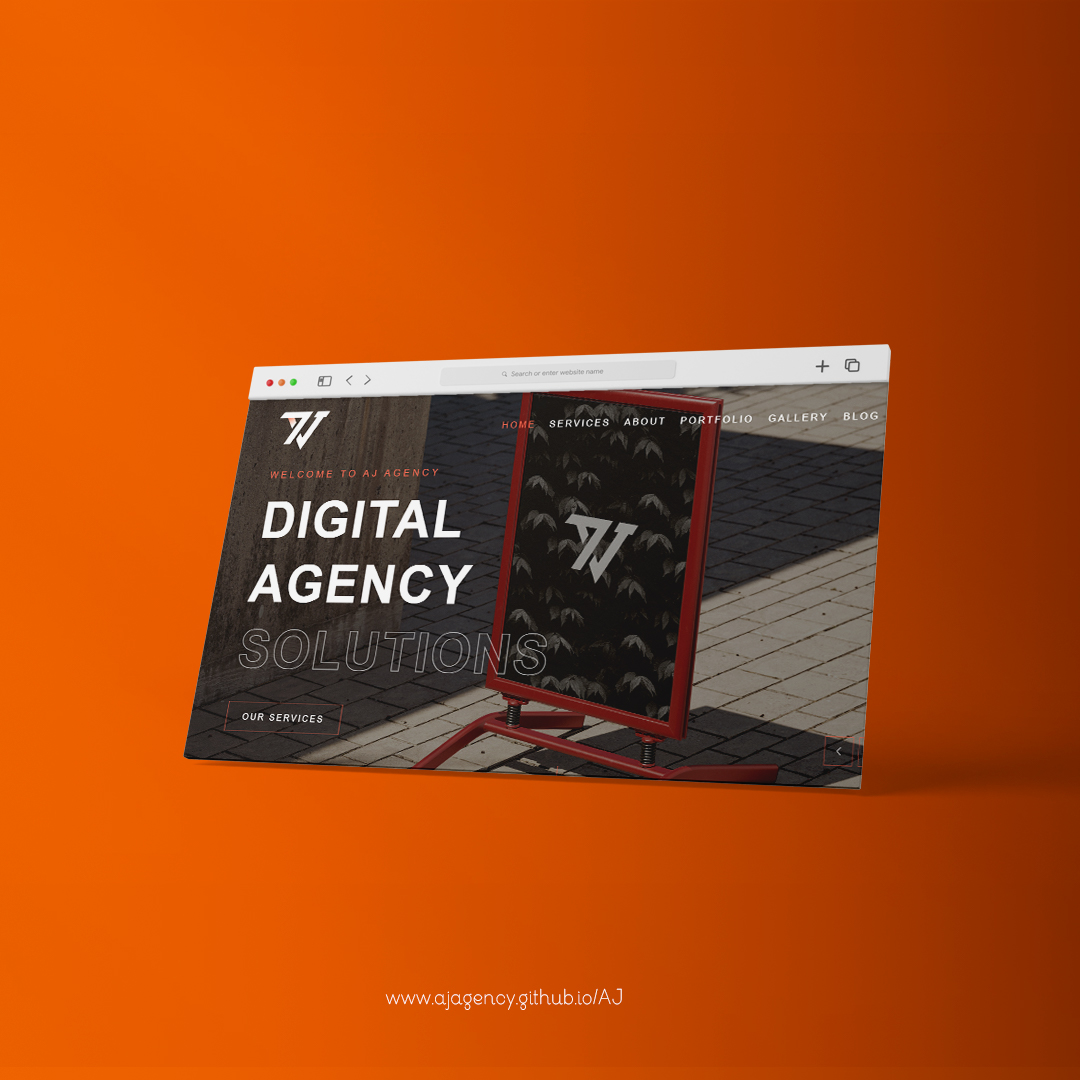 Search or enter website name
HOME SERVICES ABOUT PORTFOLIO GALLERY BLOG
WELCOME TO AJ AGENCY
DIGITAL
AGENCY
SOLUTIONS
OUR SERVICES
www.ajagency.github.io/AJ